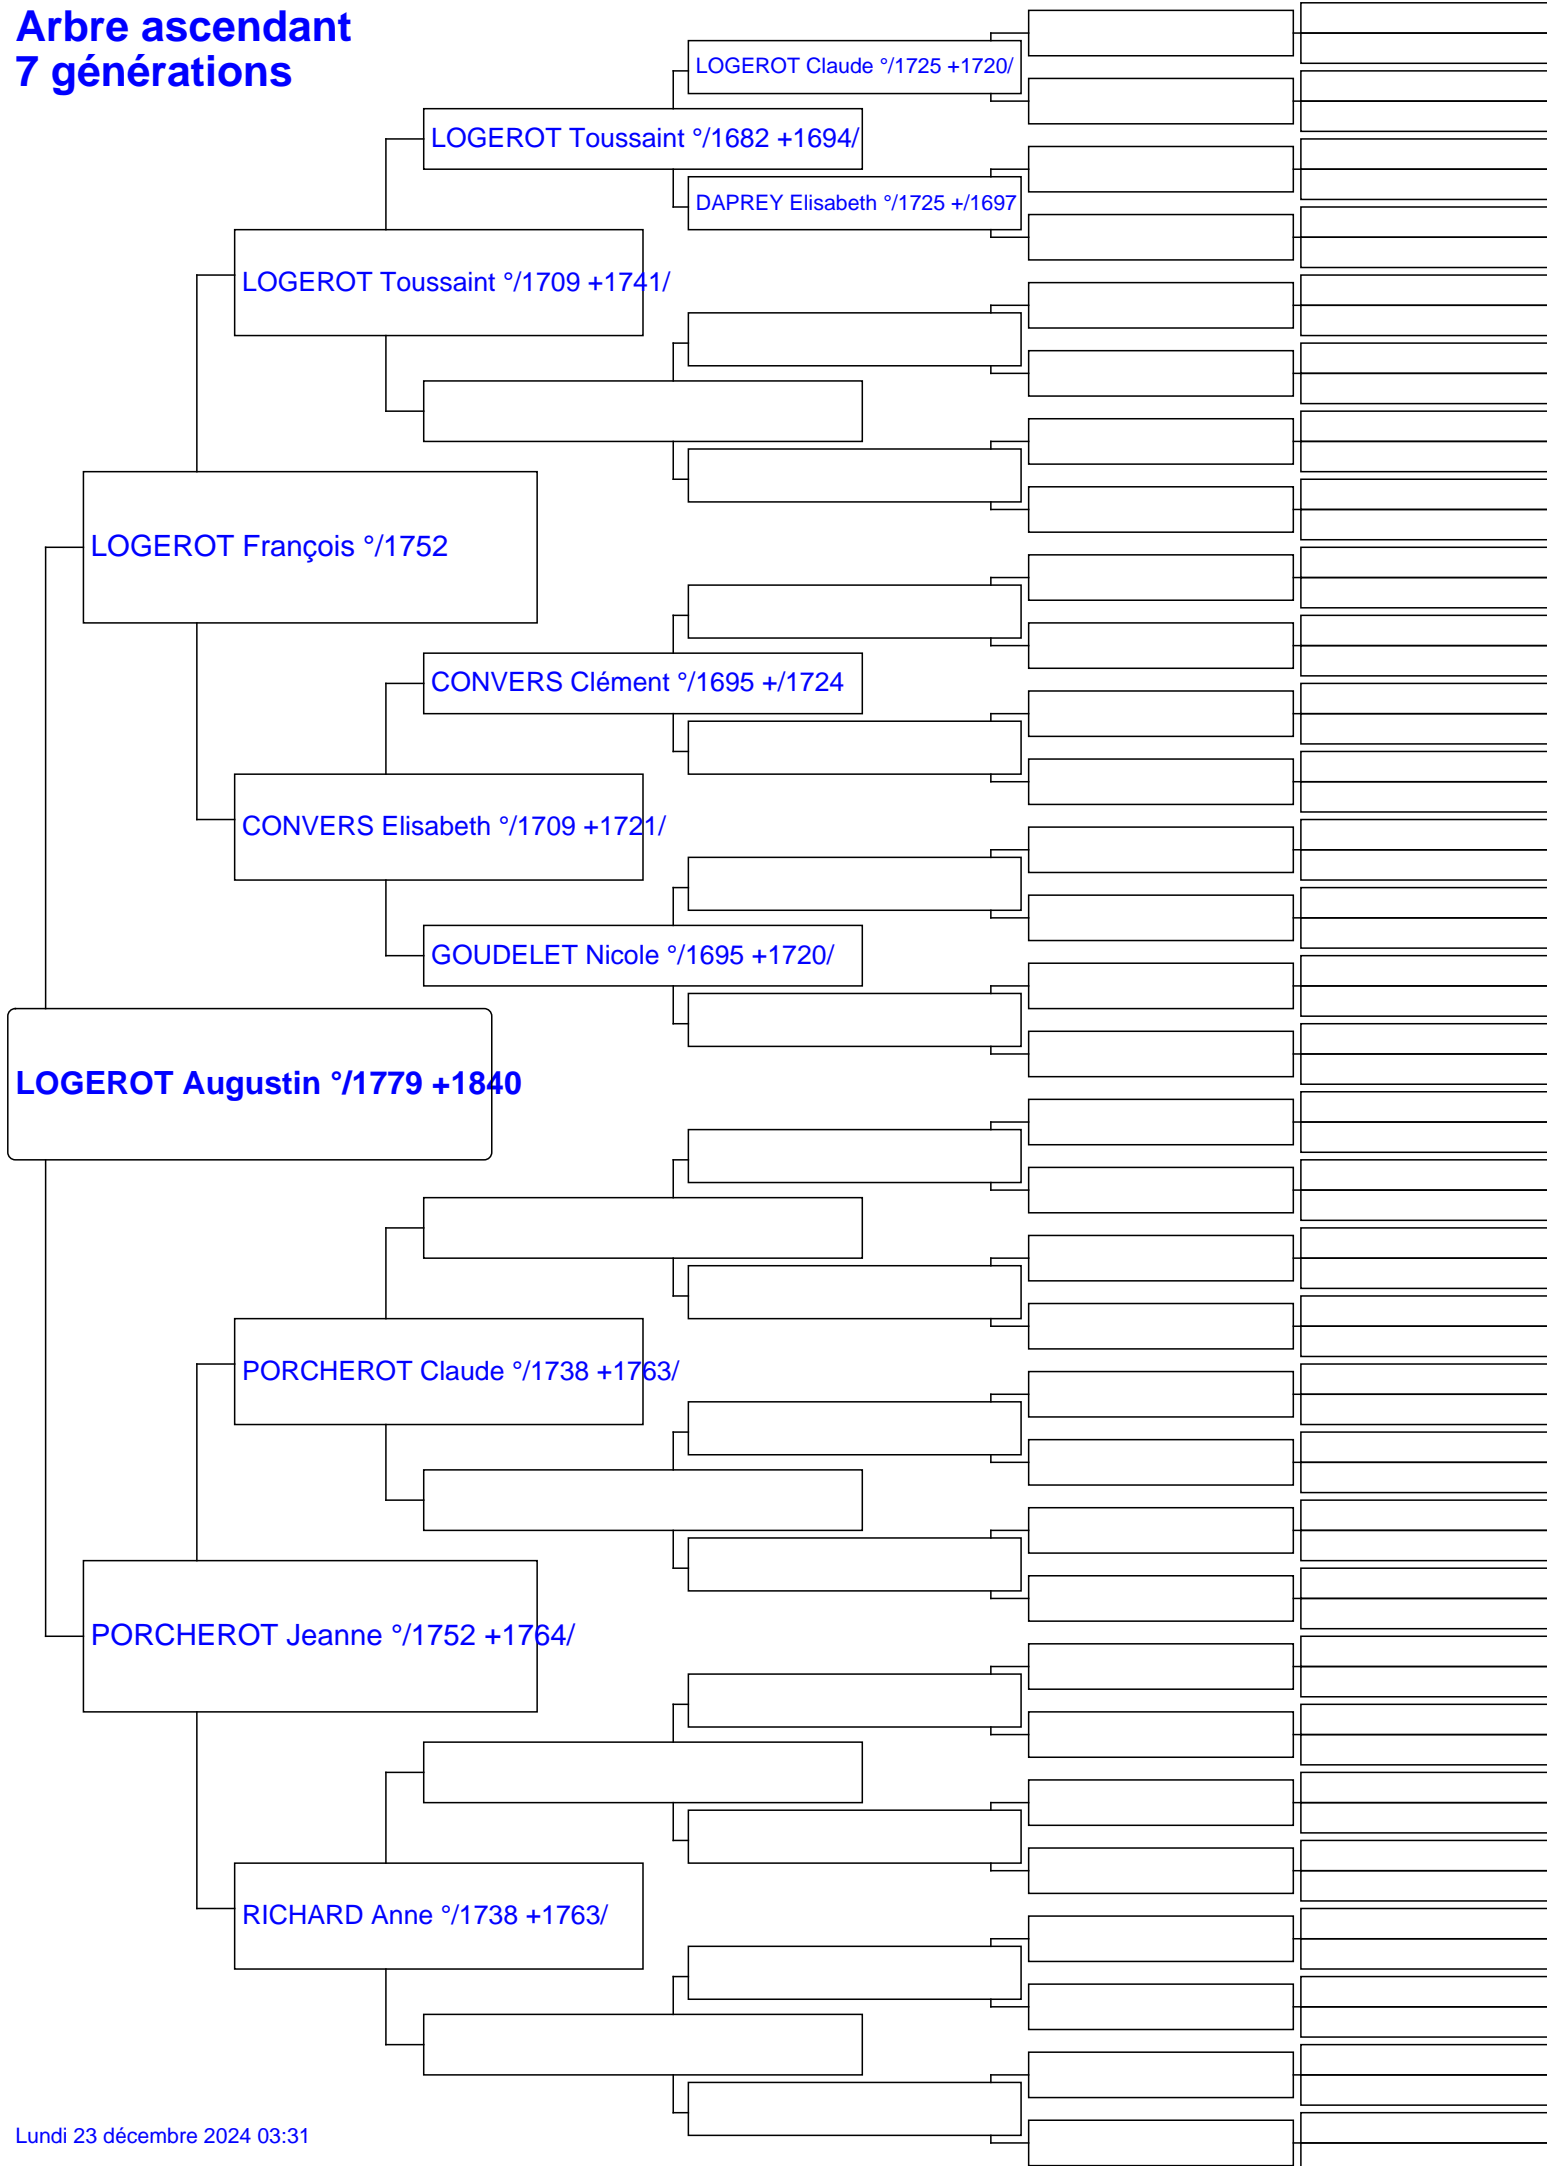 Arbre ascendant
7 générations
LOGEROT Claude °/1725 +1720/
LOGEROT Toussaint °/1682 +1694/
DAPREY Elisabeth °/1725 +/1697
LOGEROT Toussaint °/1709 +1741/
LOGEROT François °/1752
CONVERS Clément °/1695 +/1724
CONVERS Elisabeth °/1709 +1721/
GOUDELET Nicole °/1695 +1720/
LOGEROT Augustin °/1779 +1840
PORCHEROT Claude °/1738 +1763/
PORCHEROT Jeanne °/1752 +1764/
RICHARD Anne °/1738 +1763/
Lundi 23 décembre 2024 03:31